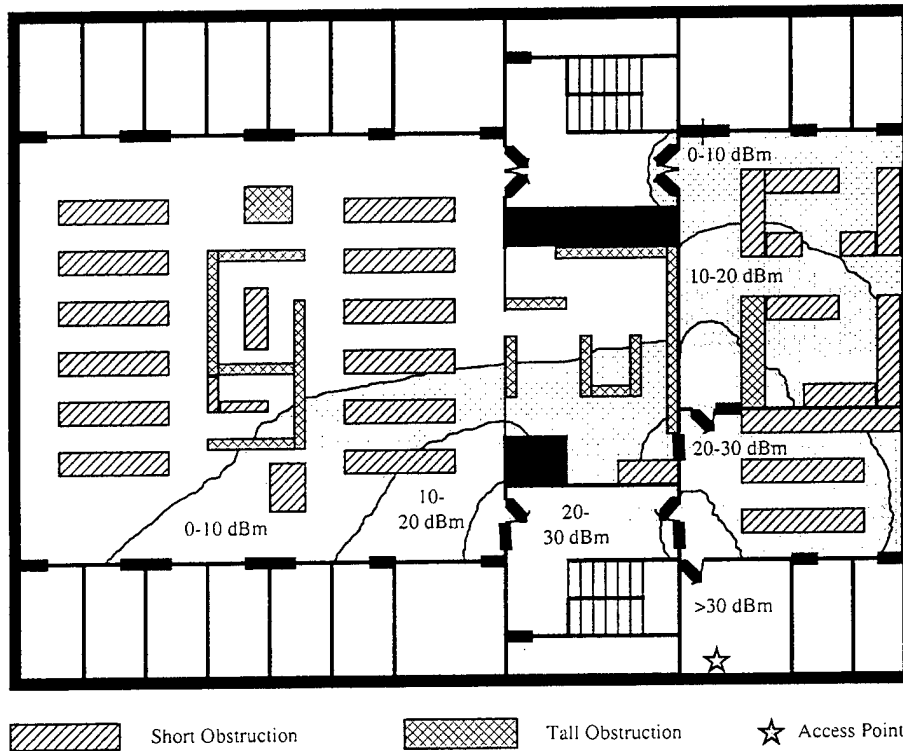 0-10 dBm
10-20 dBm
20-30 dBm
0-10 dBm
10-
20 dBm
20-
30 dBm
>30 dBm
Short Obstruction
Tall Obstruction
Access Point